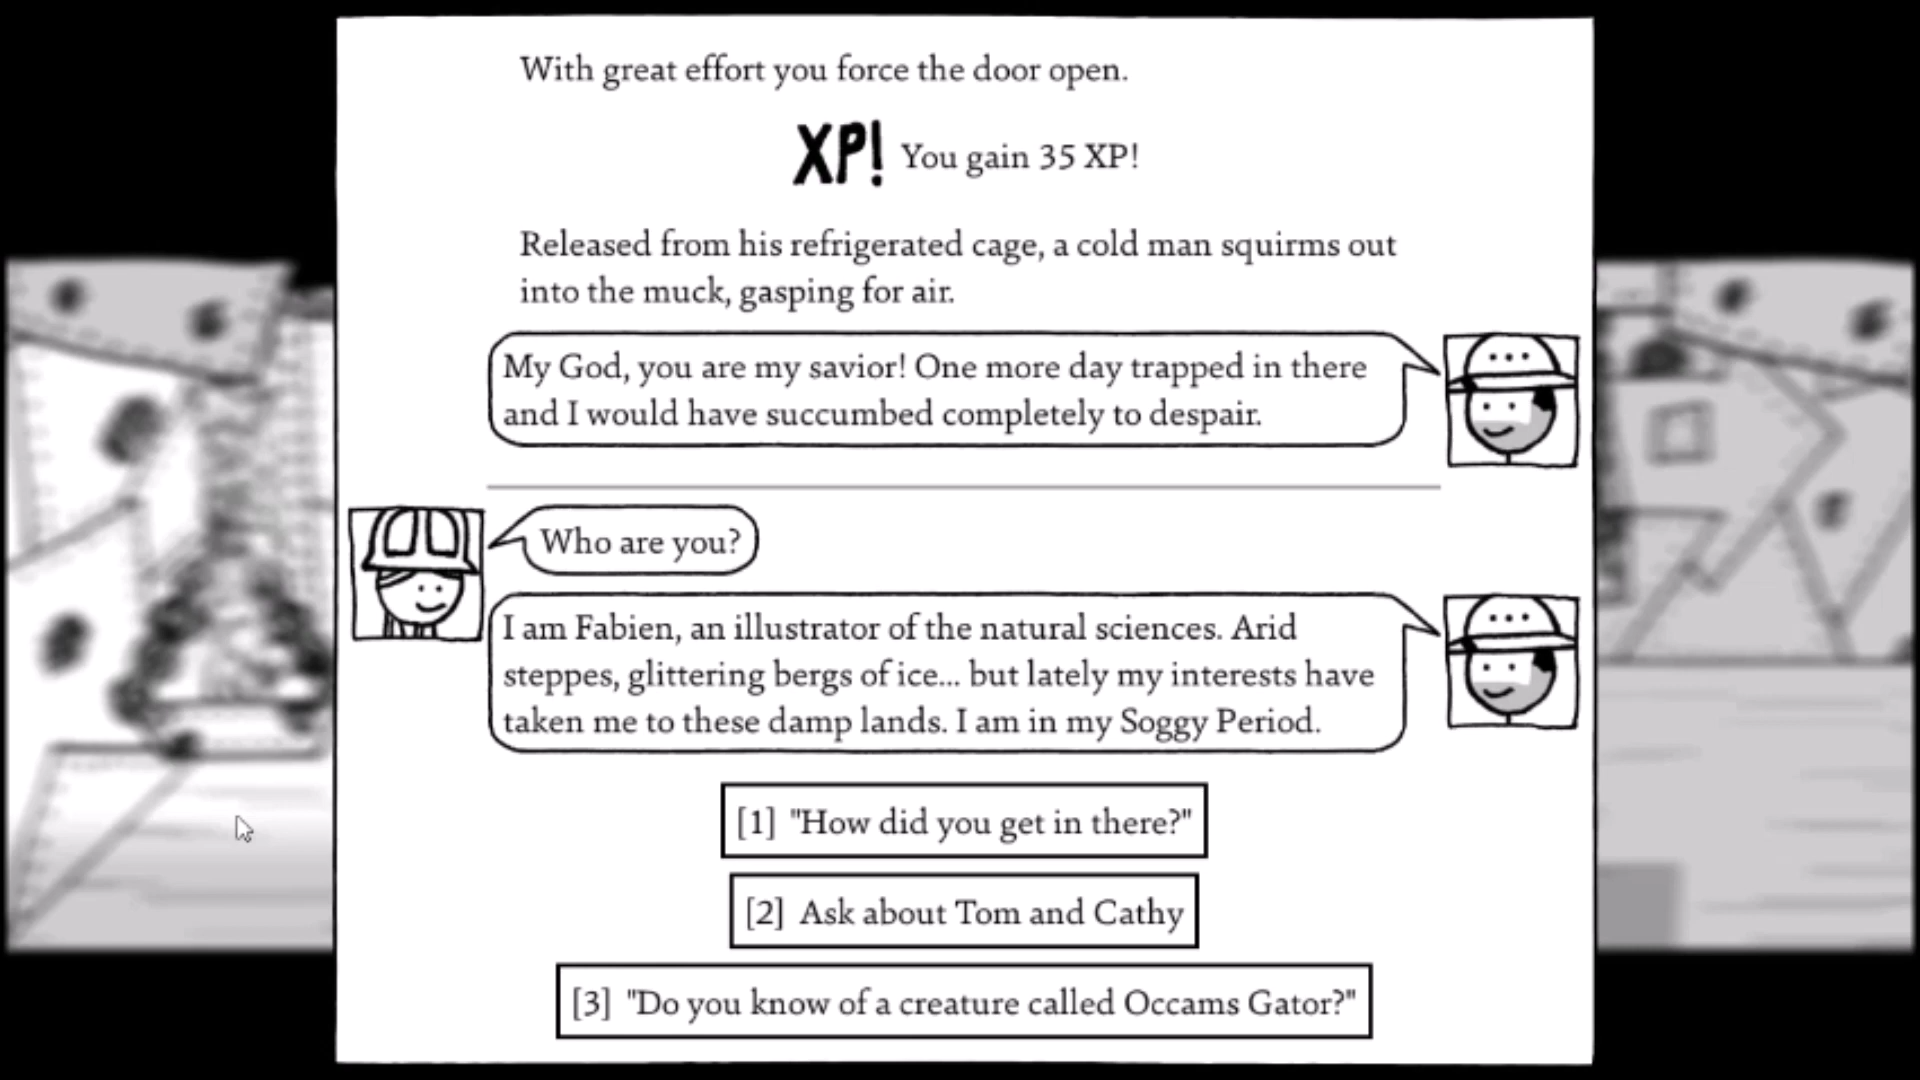 With great effort you force the door open.
XP! You gain 35 XP!
Released from his refrigerated cage, a cold man squirms out
into the muck, gasping for air.
My God, you are my savior! One more day trapped in there
and I would have succumbed completely to despair.
Who are you?
I am Fabien, an illustrator of the natural sciences. Arid
steppes, glittering bergs of ice... but lately my interests have
taken me to these damp lands. I am in my Soggy Period.
[1] "How did you get in there?"
[2] Ask about Tom and Cathy
[3] "Do you know of a creature called Occams Gator?"